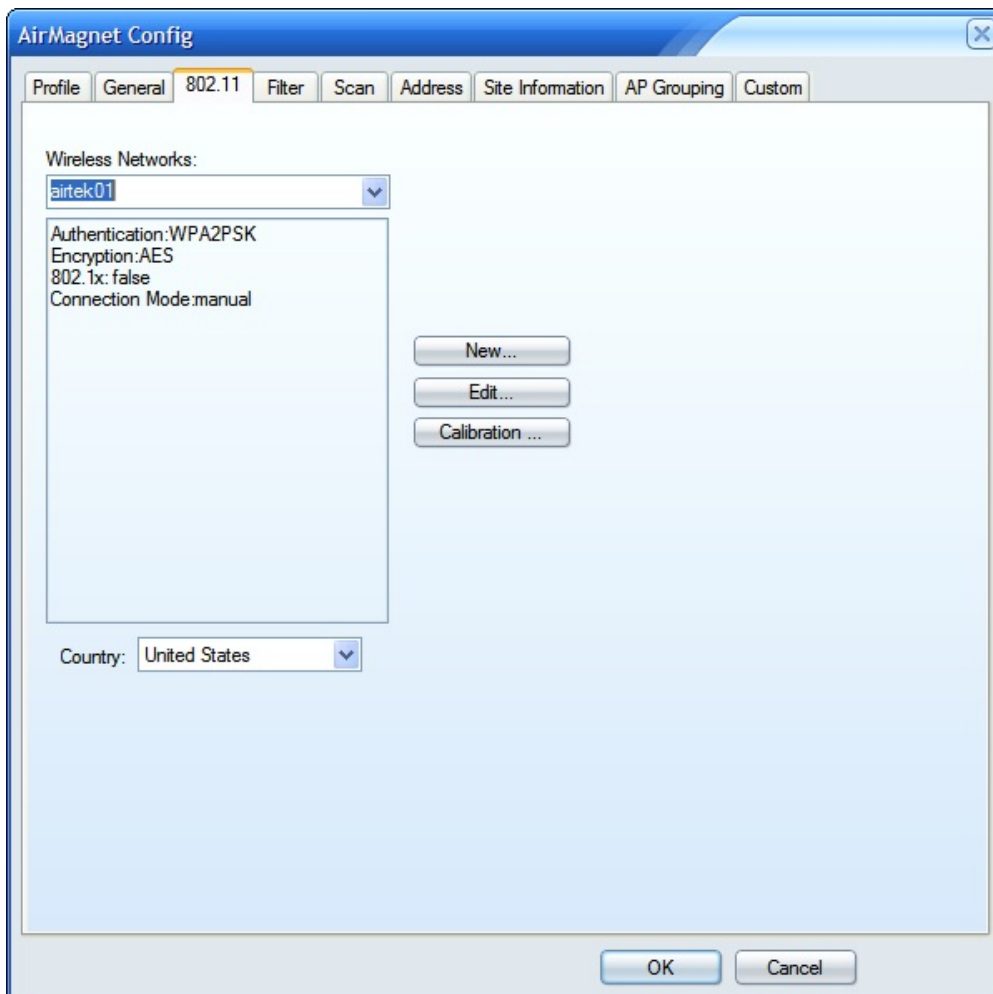 AirMagnet Config
Profile General 802.11 Filter Scan Address Site Information AP Grouping Custom
Wireless Networks:
airtek01
Authentication:WPA2PSK
Encryption:AES
802.1x: false
Connection Mode:manual
New...
Edit...
Calibration ...
Country: United States
OK Cancel